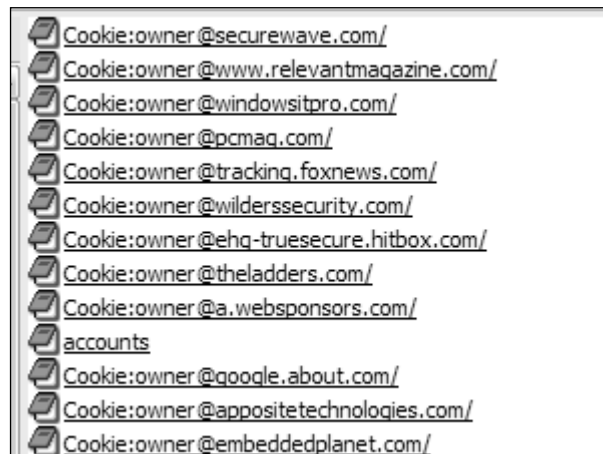 Cookie:owner@securewave.com/
Cookie:owner@www.relevantmagazine.com/
Cookie:owner@windowsitpro.com/
Cookie:owner@pcmag.com/
Cookie:owner@tracking.foxnews.com/
Cookie:owner@wilderssecurity.com/
Cookie:owner@ehg-truesecure.hitbox.com/
Cookie:owner@theladders.com/
Cookie:owner@a.websponsors.com/
accounts
Cookie:owner@google.about.com/
Cookie:owner@appositetechnologies.com/
Cookie:owner@embeddedplanet.com/